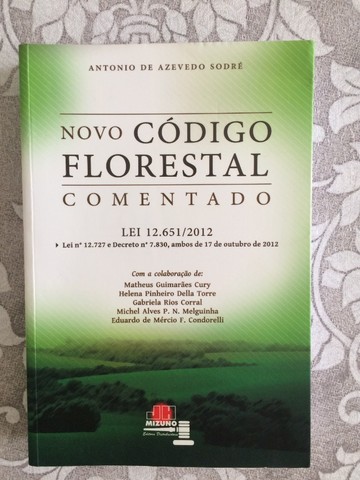 ANTONIO DE AZEVEDO SODRÉ
NOVO CÓDIGO
FLORESTAL
COMENTADO
LEI 12.651/2012
Lei nº 12.727 e Decreto nº 7.830, ambos de 17 de outubro de 2012
Com a colaboração de:
Matheus Guimarães Cury
Helena Pinheiro Della Torre
Gabriela Rios Corral
Michel Alves P. N. Melguinha
Eduardo de Mércio F. Condorelli
MIZUNO
Editora Distribuidora